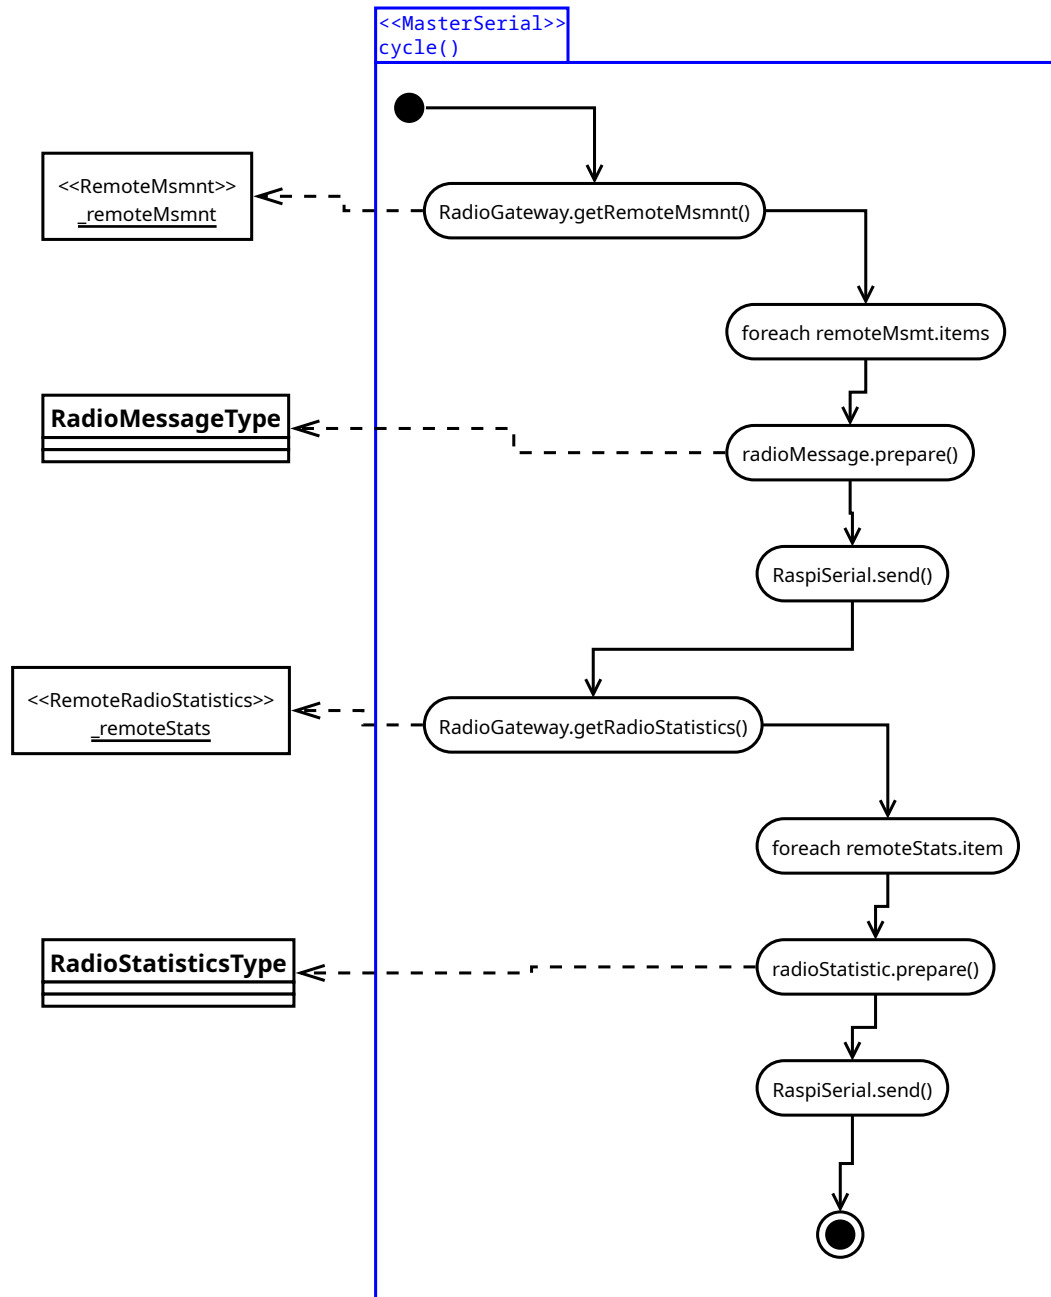 <<MasterSerial>>
cycle()
<<RemoteMsmnt>>
_remoteMsmnt
RadioGateway.getRemoteMsmnt()
foreach remoteMsmt.items
RadioMessageType
radioMessage.prepare()
RaspiSerial.send()
<<RemoteRadioStatistics>>
_remoteStats
RadioGateway.getRadioStatistics()
foreach remoteStats.item
RadioStatisticsType
radioStatistic.prepare()
RaspiSerial.send()